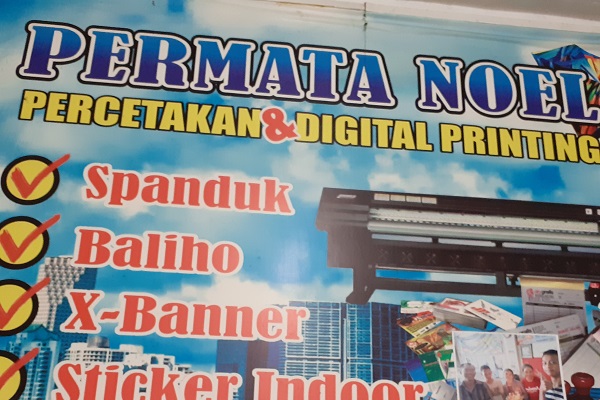 PERMATA NOEL
PERCETAKAN & DIGITAL PRINTING
Spanduk
Baliho
X-Banner
Sticker Indoor